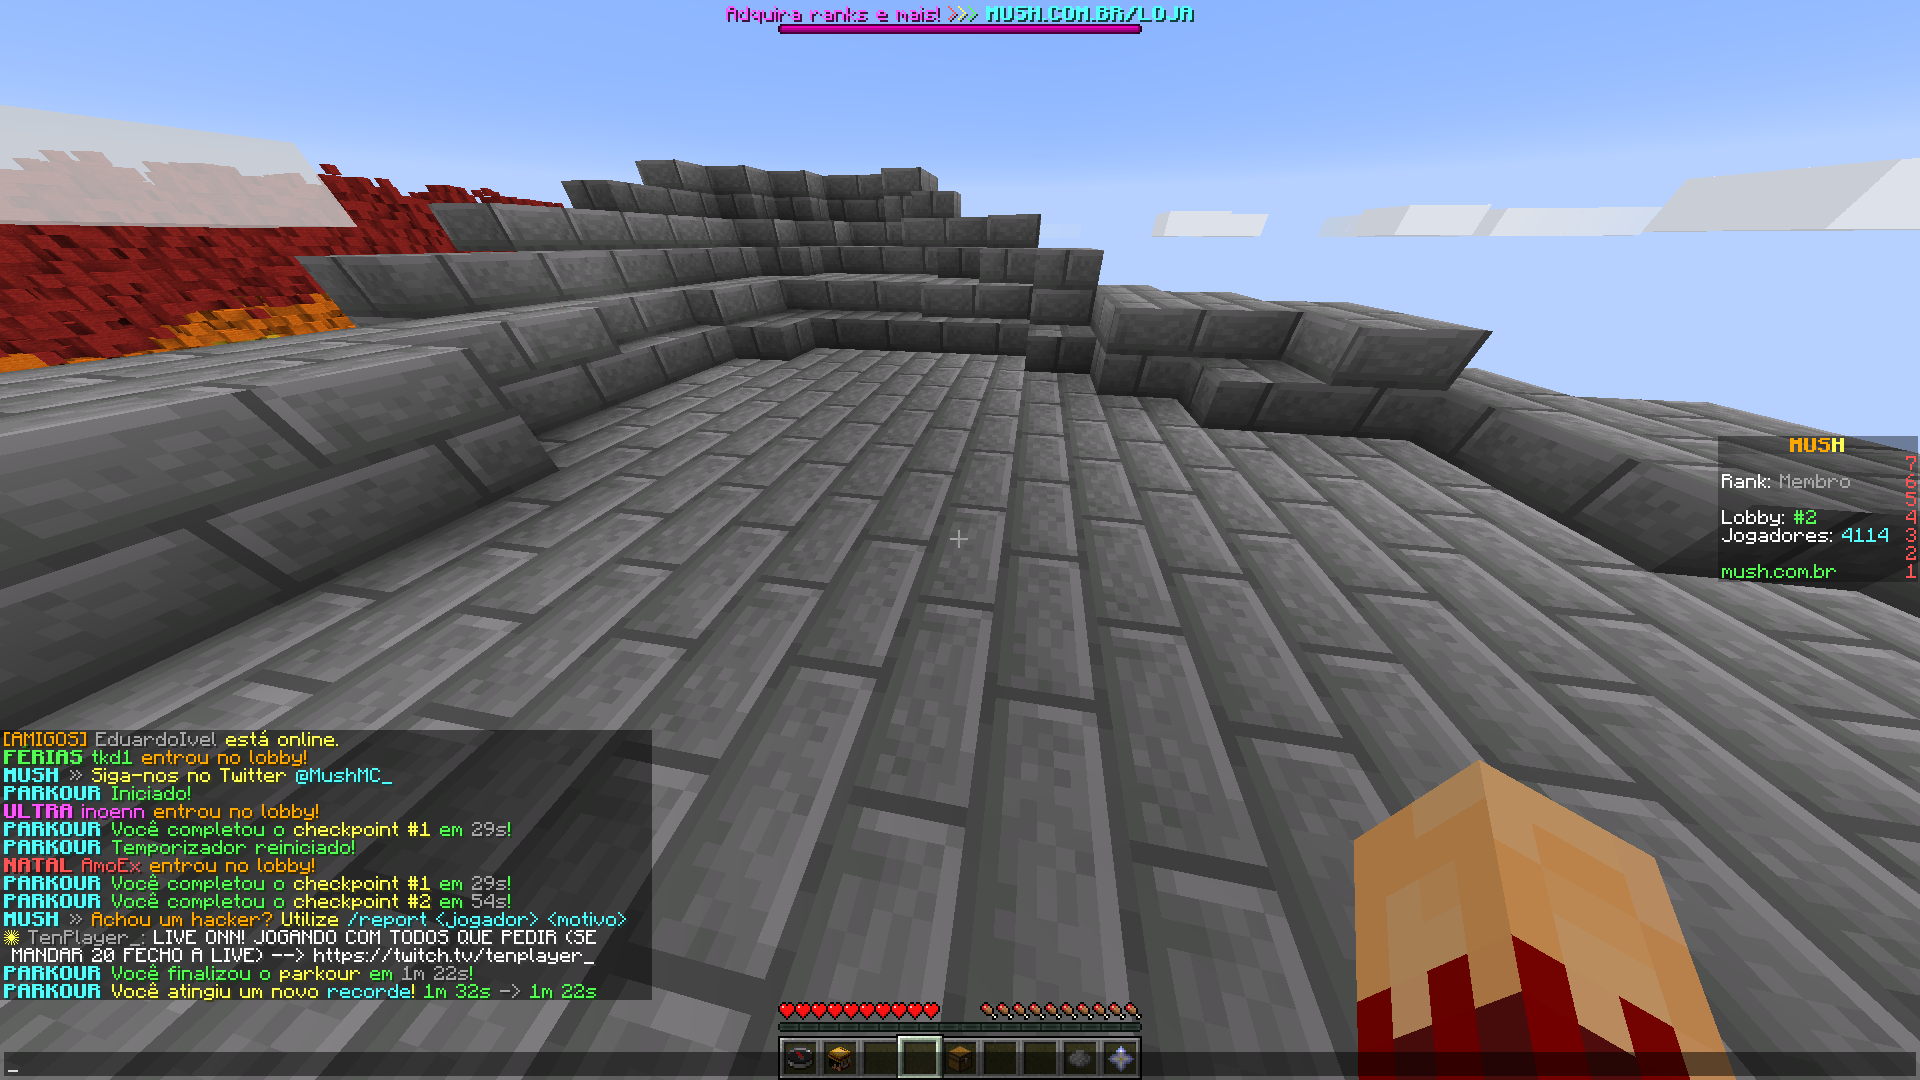 Adquira ranks e mais! >>> MUSH.COM.BR/LOJA
MUSH
7
Rank: Membro 6
5
Lobby: #2 4
Jogadores: 4114 3
2
mush.com.br 1
[AMIGOS] EduardoIvel está online.
FERIAS tkd1 entrou no lobby!
MUSH » Siga-nos no Twitter @MushMC_
PARKOUR Iniciado!
ULTRA inoenn entrou no lobby!
PARKOUR Você completou o checkpoint #1 em 29s!
PARKOUR Temporizador reiniciado!
NATAL AmoEx entrou no lobby!
PARKOUR Você completou o checkpoint #1 em 29s!
PARKOUR Você completou o checkpoint #2 em 54s!
MUSH » Achou um hacker? Utilize /report <jogador> <motivo>
TenPlayer_: LIVE ONN! JOGANDO COM TODOS QUE PEDIR (SE
MANDAR 20 FECHO A LIVE) --> https://twitch.tv/tenplayer_
PARKOUR Você finalizou o parkour em 1m 22s!
PARKOUR Você atingiu um novo recorde! 1m 32s -> 1m 22s
_